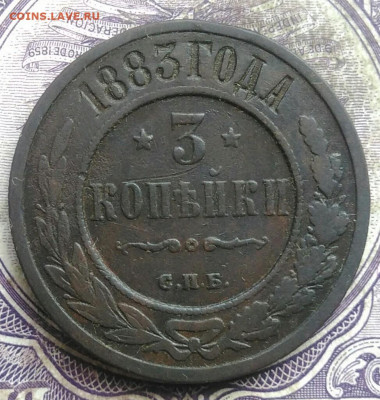 COINS.LAVE.RU
1883 ГОДА
3
КОПѢЙКИ
С.П.Б.